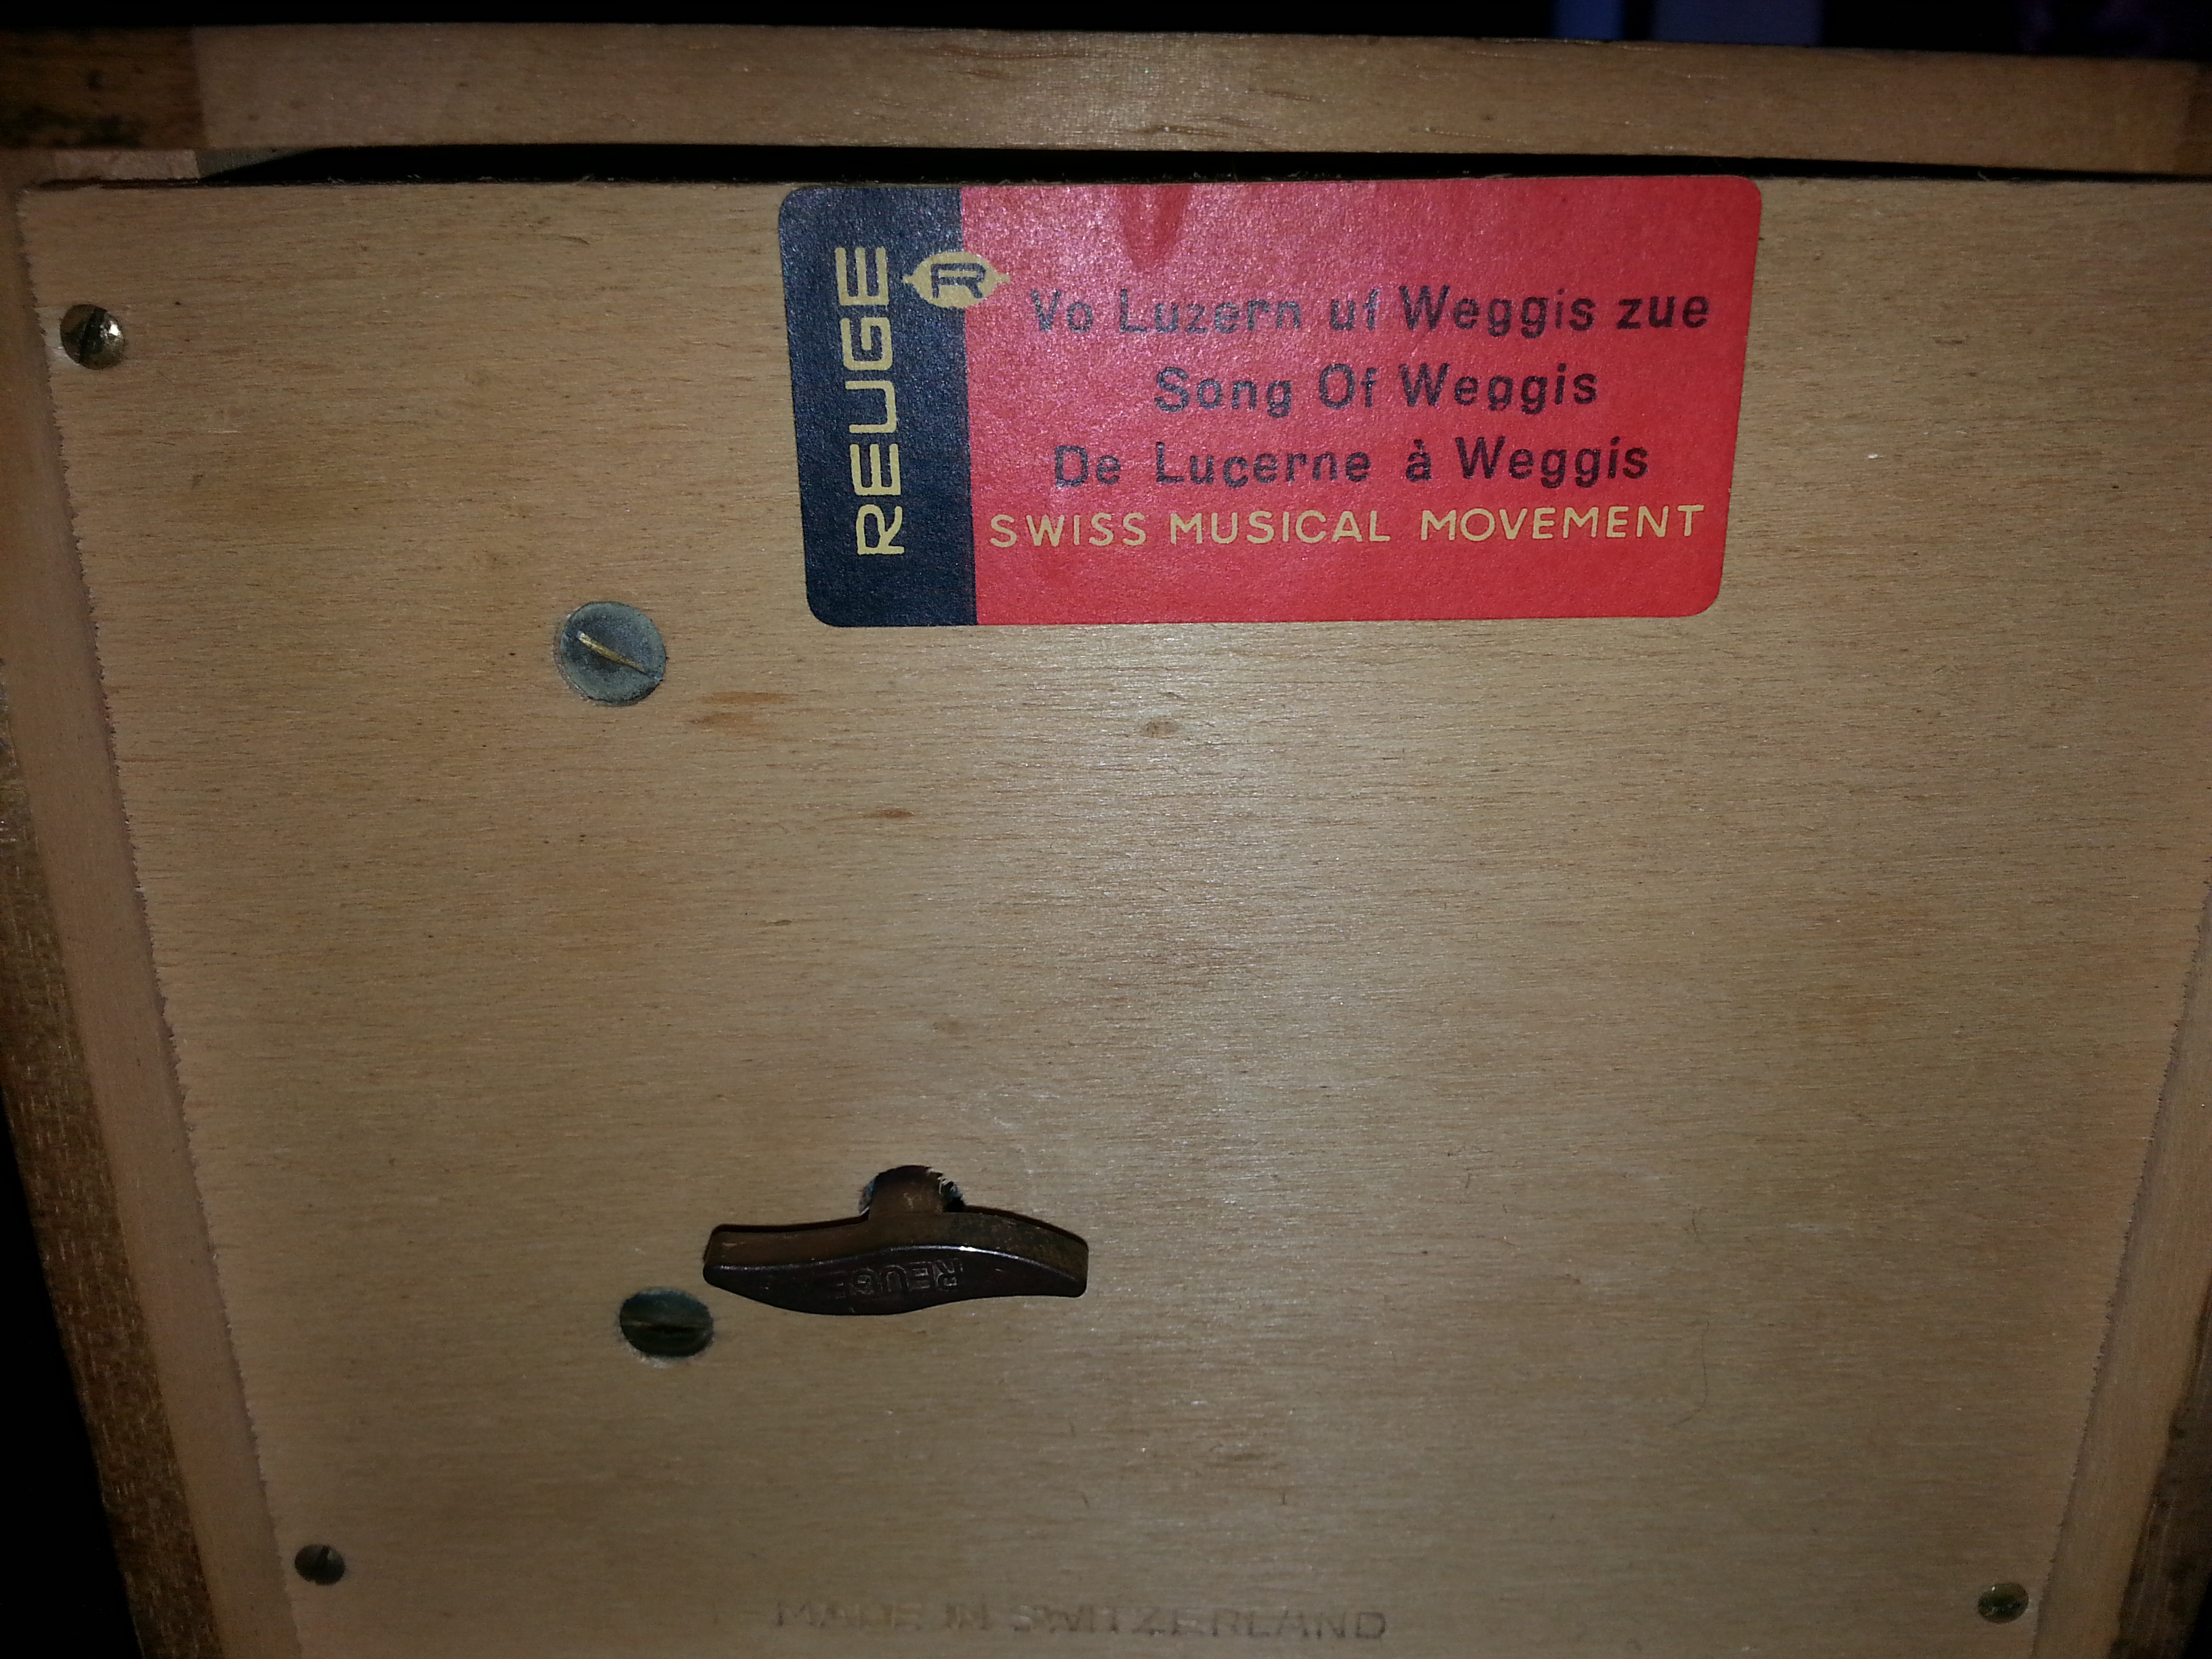 REUGE
R
Vo Luzern uf Weggis zue
Song Of Weggis
De Lucerne à Weggis
SWISS MUSICAL MOVEMENT
REUGE
MADE IN SWITZERLAND